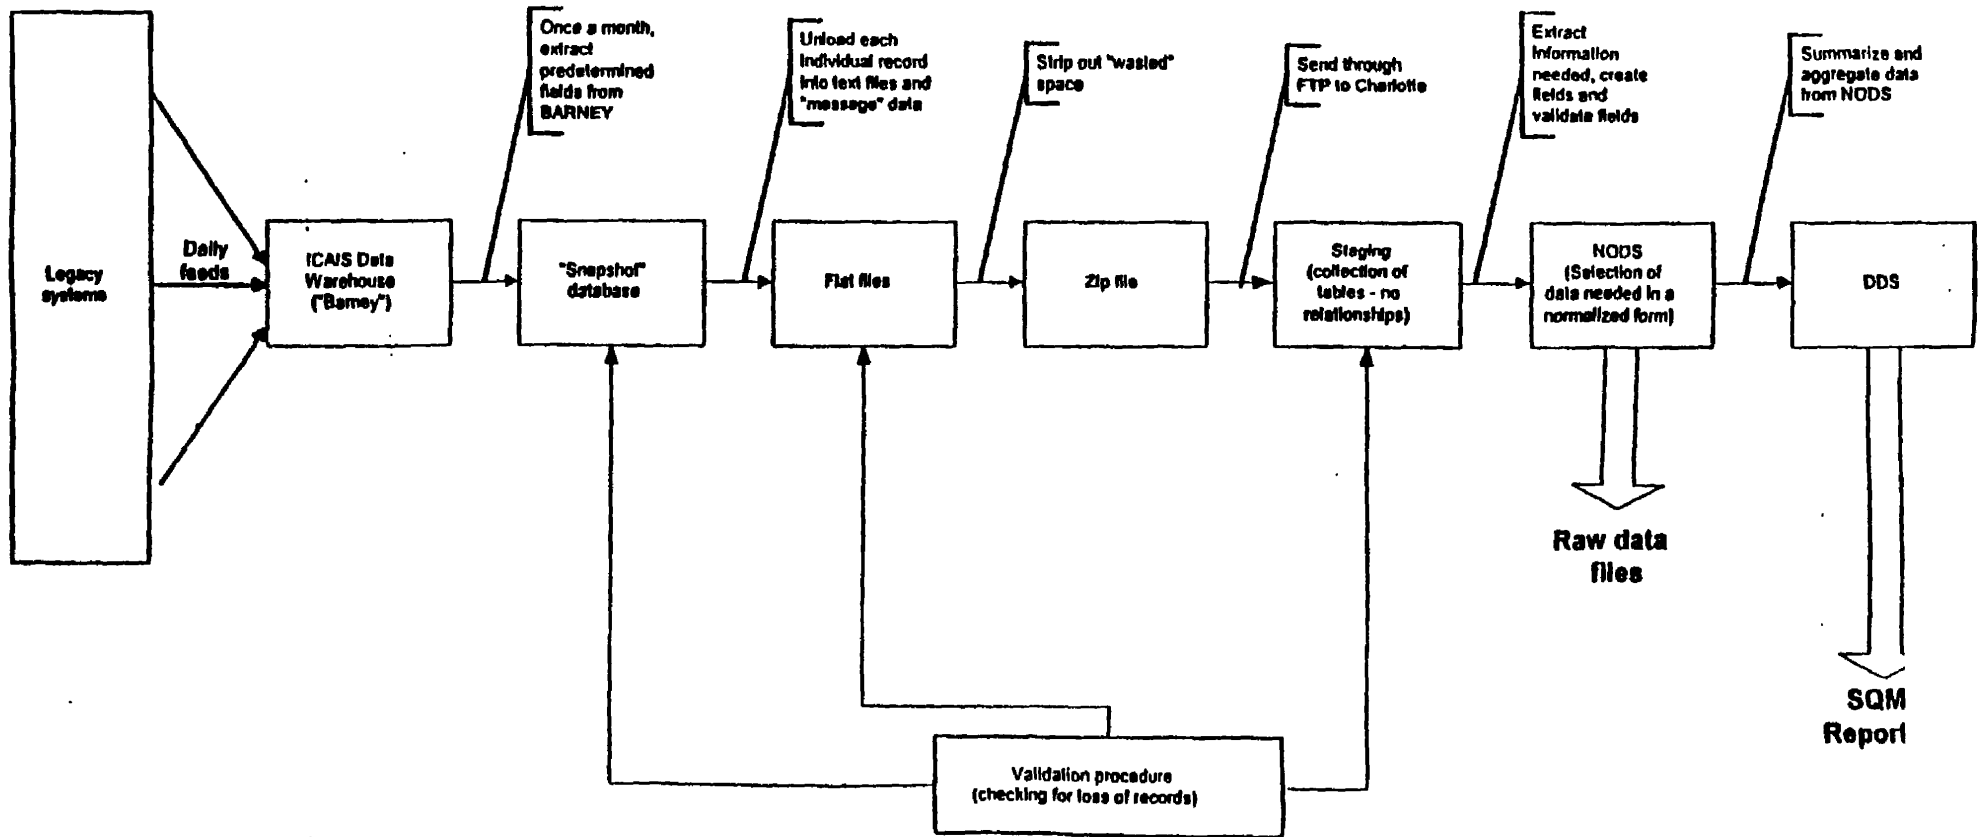 Once a month,
extract
predetermined
fields from
BARNEY
Unload each
individual record
into text files and
"message" data
Strip out "wasted"
space
Send through
FTP to Charlotte
Extract
information
needed, create
fields and
validate fields
Summarize and
aggregate data
from NODS
Legacy
systems
Daily
feeds
ICAIS Data
Warehouse
("Barney")
"Snapshot"
database
Flat files
Zip file
Staging
(collection of
tables - no
relationships)
NODS
(Selection of
data needed in a
normalized form)
DDS
Raw data
files
SQM
Report
Validation procedure
(checking for loss of records)